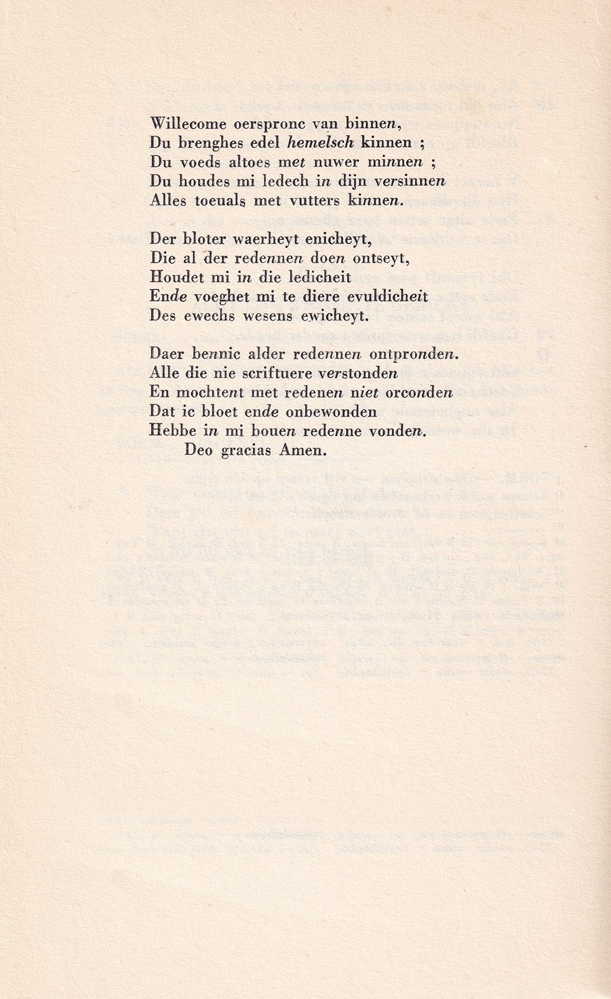 Willecome oerspronc van binnen,
Du brenghes edel hemelsch kinnen ;
Du voeds altoes met nuwer minnen ;
Du houdes mi ledech in dijn versinnen
Alles toeuals met vutters kinnen.
Der bloter waerheyt enicheyt,
Die al der redennen doen ontseyt,
Houdet mi in die ledicheit
Ende voeghet mi te diere evuldicheit
Des ewechs wesens ewicheyt.
Daer bennic alder redennen ontpronden.
Alle die nie scriftuere verstonden
En mochtent met redenen niet orconden
Dat ic bloet ende onbewonden
Hebbe in mi bouen redenne vonden.
Deo gracias Amen.